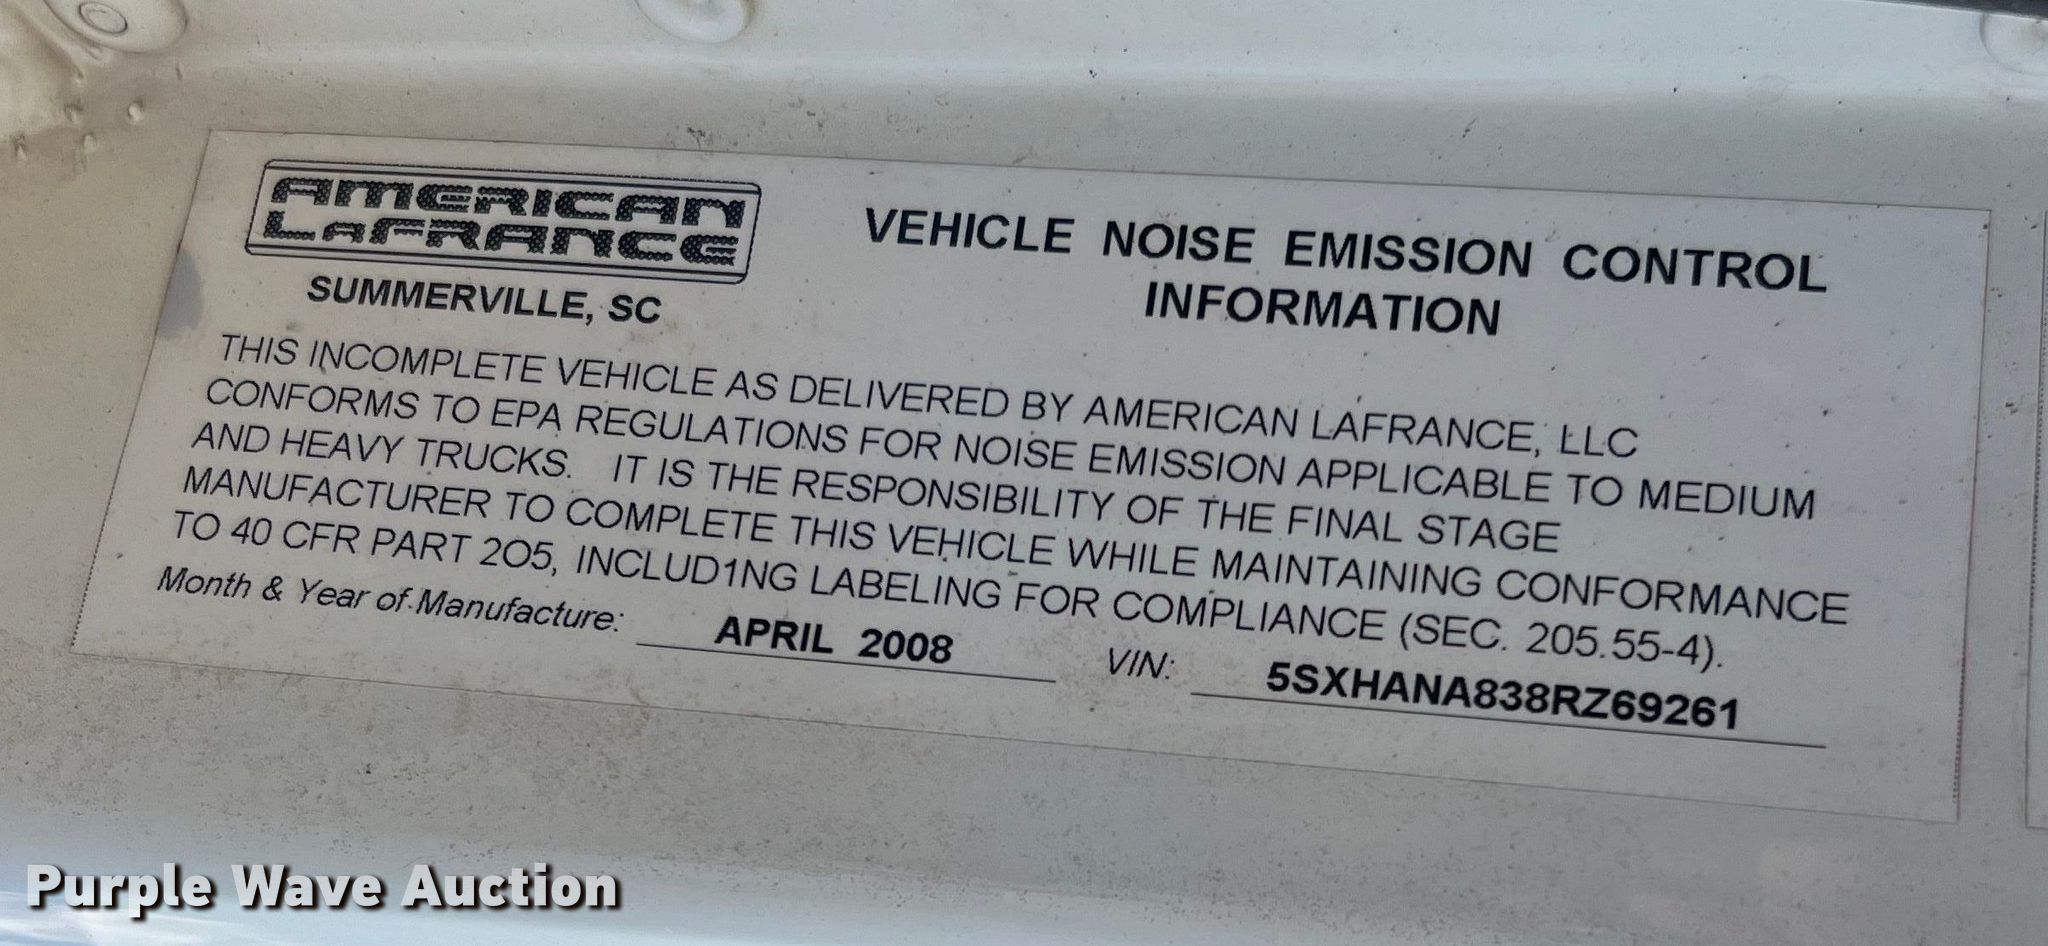 AMERICAN
LAFRANCE
SUMMERVILLE, SC
VEHICLE NOISE EMISSION CONTROL
INFORMATION
THIS INCOMPLETE VEHICLE AS DELIVERED BY AMERICAN LAFRANCE, LLC
CONFORMS TO EPA REGULATIONS FOR NOISE EMISSION APPLICABLE TO MEDIUM
AND HEAVY TRUCKS. IT IS THE RESPONSIBILITY OF THE FINAL STAGE
MANUFACTURER TO COMPLETE THIS VEHICLE WHILE MAINTAINING CONFORMANCE
TO 40 CFR PART 2O5, INCLUD1NG LABELING FOR COMPLIANCE (SEC. 205.55-4).
Month & Year of Manufacture: APRIL 2008 VIN: 5SXHANA838RZ69261
Purple Wave Auction